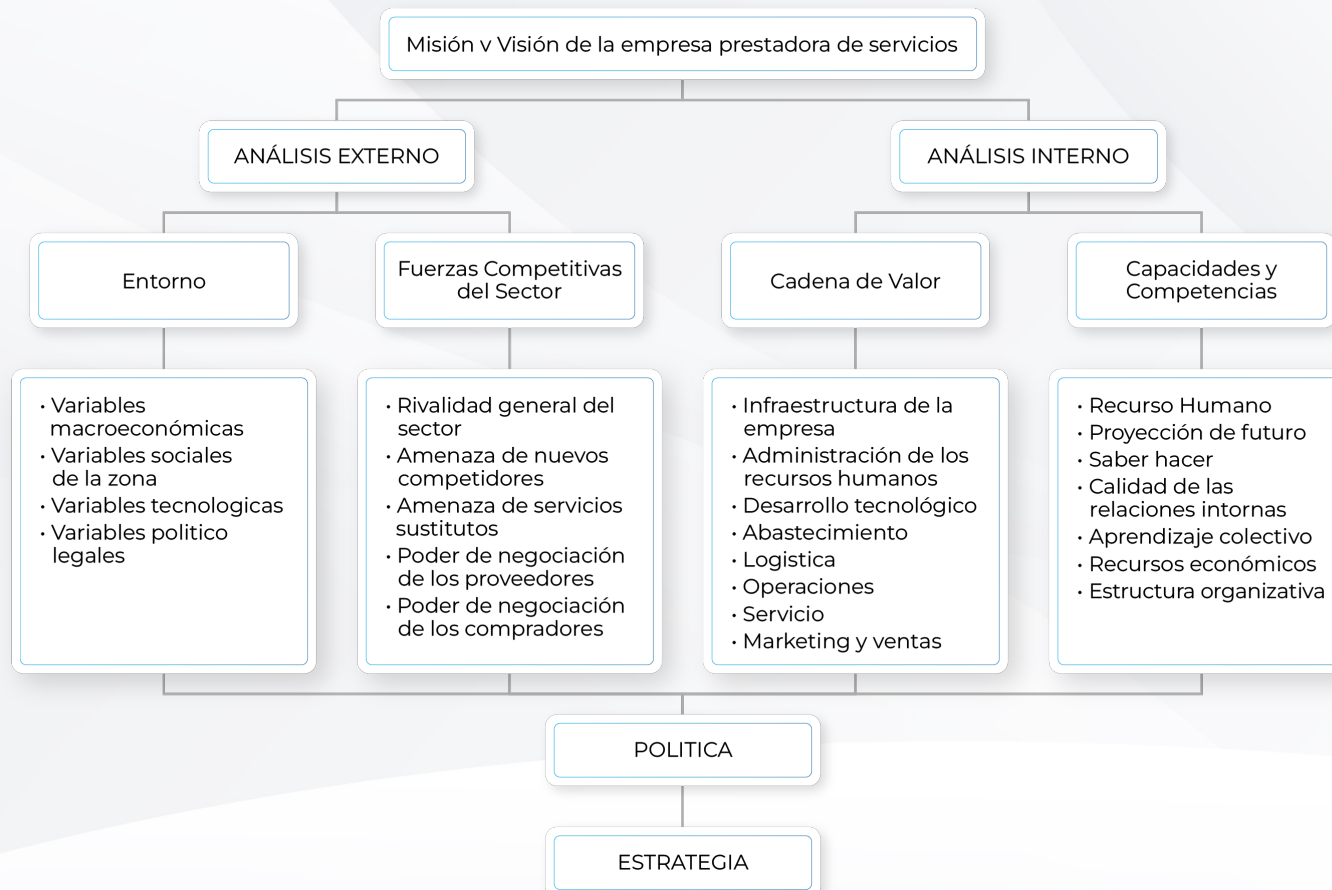 Misión v Visión de la empresa prestadora de servicios
ANÁLISIS EXTERNO
ANÁLISIS INTERNO
Entorno
Fuerzas Competitivas
del Sector
Cadena de Valor
Capacidades y
Competencias
· Variables
macroeconómicas
· Variables sociales
de la zona
· Variables tecnologicas
· Variables politico
legales
· Rivalidad general del
sector
· Amenaza de nuevos
competidores
· Amenaza de servicios
sustitutos
· Poder de negociación
de los proveedores
· Poder de negociación
de los compradores
· Infraestructura de la
empresa
· Administración de los
recursos humanos
· Desarrollo tecnológico
· Abastecimiento
· Logistica
· Operaciones
· Servicio
· Marketing y ventas
· Recurso Humano
· Proyección de futuro
· Saber hacer
· Calidad de las
relaciones intornas
· Aprendizaje colectivo
· Recursos económicos
· Estructura organizativa
POLITICA
ESTRATEGIA